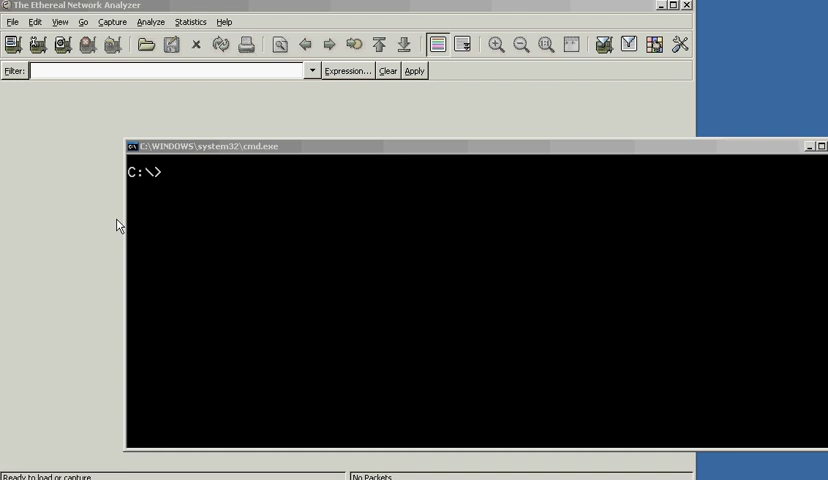 The Ethereal Network Analyzer
File Edit View Go Capture Analyze Statistics Help
Filter: Expression... Clear Apply
C:\WINDOWS\system32\cmd.exe
C:\>
Ready to load or capture No Packets